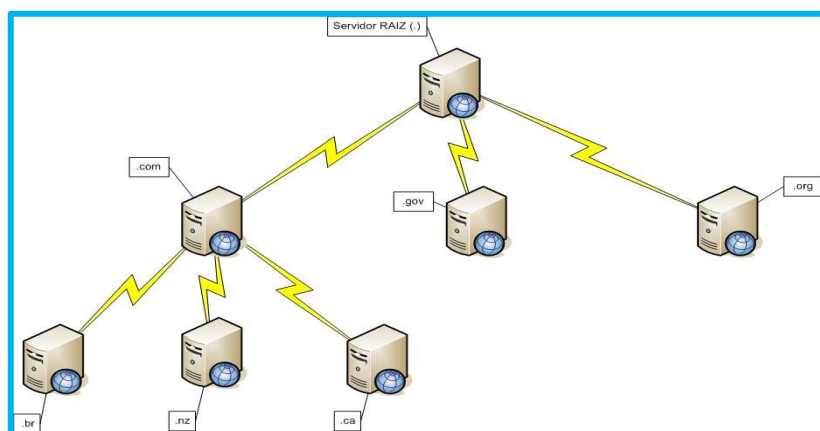 Servidor RAIZ (.)
.com
.gov
.org
.br
.nz
.ca